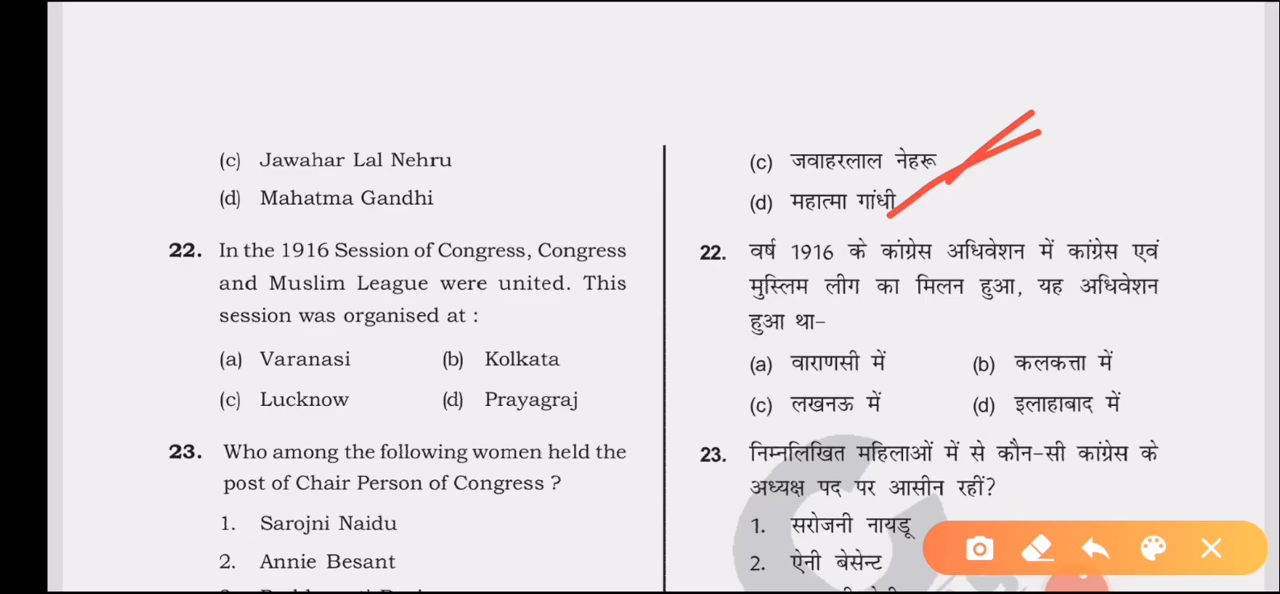 (c) Jawahar Lal Nehru
(d) Mahatma Gandhi
22. In the 1916 Session of Congress, Congress
and Muslim League were united. This
session was organised at :
(a) Varanasi (b) Kolkata
(c) Lucknow (d) Prayagraj
23. Who among the following women held the
post of Chair Person of Congress ?
1. Sarojni Naidu
2. Annie Besant
(c) जवाहरलाल नेहरू
(d) महात्मा गांधी
22. वर्ष 1916 के कांग्रेस अधिवेशन में कांग्रेस एवं
मुस्लिम लीग का मिलन हुआ, यह अधिवेशन
हुआ था-
(a) वाराणसी में (b) कलकत्ता में
(c) लखनऊ में (d) इलाहाबाद में
23. निम्नलिखित महिलाओं में से कौन-सी कांग्रेस के
अध्यक्ष पद पर आसीन रहीं?
1. सरोजनी नायडू
2. ऐनी बेसेन्ट